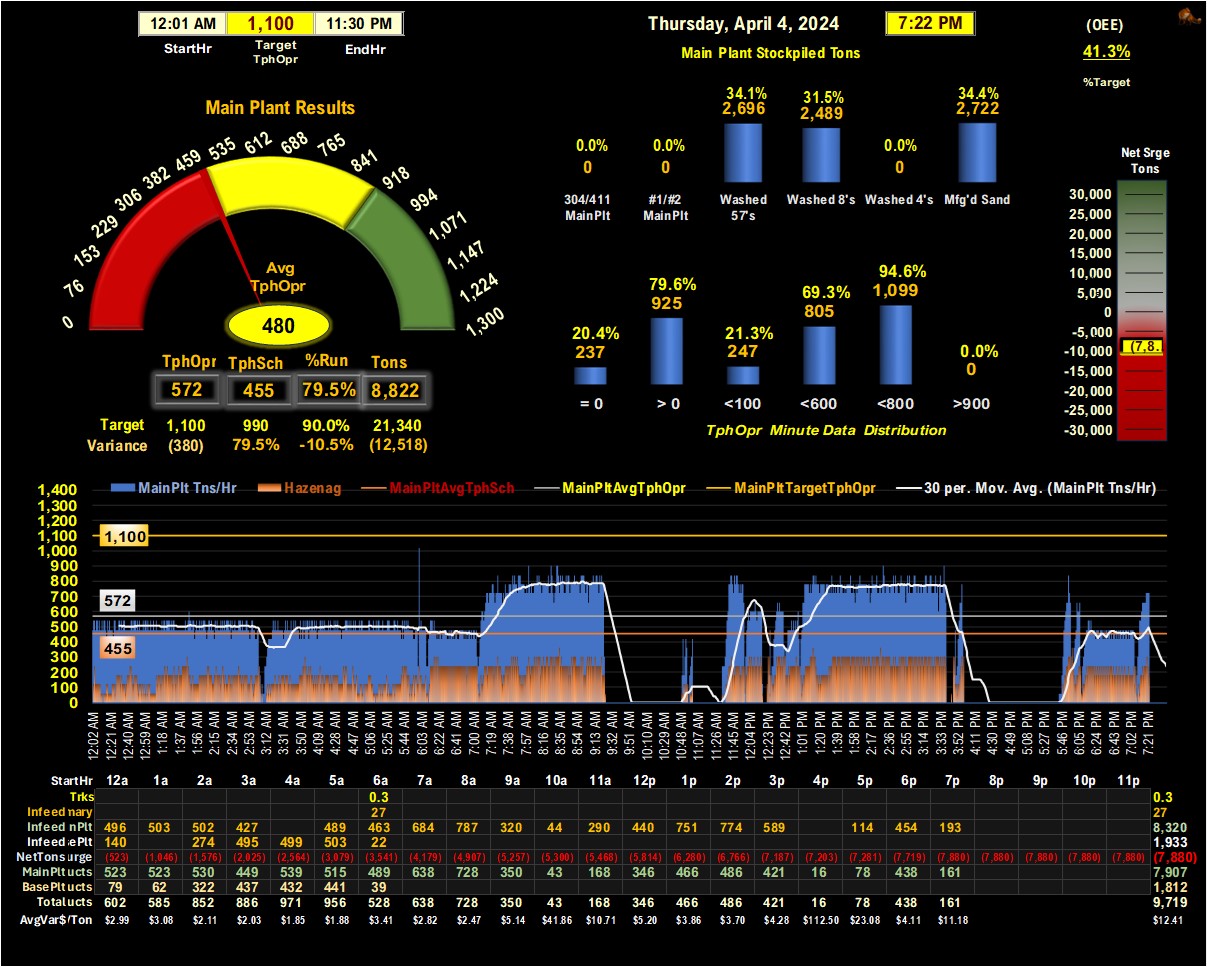 12:01 AM 1,100 11:30 PM
StartHr Target TphOpr EndHr
Thursday, April 4, 2024 7:22 PM
Main Plant Stockpiled Tons
(OEE)
41.3%
%Target
Main Plant Results
0 76 153 229 306 382 459 535 612 688 765 841 918 994 1,071 1,147 1,224 1,300
Avg
TphOpr
480
TphOpr TphSch %Run Tons
572 455 79.5% 8,822
Target 1,100 990 90.0% 21,340
Variance (380) 79.5% -10.5% (12,518)
0.0% 0.0% 34.1% 31.5% 0.0% 34.4%
0 0 2,696 2,489 0 2,722
304/411 MainPlt #1/#2 MainPlt Washed 57's Washed 8's Washed 4's Mfg'd Sand
20.4% 79.6% 21.3% 69.3% 94.6% 0.0%
237 925 247 805 1,099 0
= 0 > 0 <100 <600 <800 >900
TphOpr Minute Data Distribution
Net Srge
Tons
30,000
25,000
20,000
15,000
10,000
5,000
0
-5,000
(7,8.
-10,000
-15,000
-20,000
-25,000
-30,000
MainPlt Tns/Hr Hazenag MainPltAvgTphSch MainPltAvgTphOpr MainPltTargetTphOpr 30 per. Mov. Avg. (MainPlt Tns/Hr)
1,400
1,300
1,200
1,100
1,000
900
800
700
600
500
400
300
200
100
0
1,100
572
455
12:02 AM 12:21 AM 12:40 AM 12:59 AM 1:18 AM 1:37 AM 1:56 AM 2:15 AM 2:34 AM 2:53 AM 3:12 AM 3:31 AM 3:50 AM 4:09 AM 4:28 AM 4:47 AM 5:06 AM 5:25 AM 5:44 AM 6:03 AM 6:22 AM 6:41 AM 7:00 AM 7:19 AM 7:38 AM 7:57 AM 8:16 AM 8:35 AM 8:54 AM 9:13 AM 9:32 AM 9:51 AM 10:10 AM 10:29 AM 10:48 AM 11:07 AM 11:26 AM 11:45 AM 12:04 PM 12:23 PM 12:42 PM 1:01 PM 1:20 PM 1:39 PM 1:58 PM 2:17 PM 2:36 PM 2:55 PM 3:14 PM 3:33 PM 3:52 PM 4:11 PM 4:30 PM 4:49 PM 5:08 PM 5:27 PM 5:46 PM 6:05 PM 6:24 PM 6:43 PM 7:02 PM 7:21 PM
StartHr 12a 1a 2a 3a 4a 5a 6a 7a 8a 9a 10a 11a 12p 1p 2p 3p 4p 5p 6p 7p 8p 9p 10p 11p
Trks 0.3 0.3
Infeed mary 27 27
Infeed nPlt 496 503 502 427 489 463 684 787 320 44 290 440 751 774 589 114 454 193 8,320
Infeed ePlt 140 274 495 499 503 22 1,933
NetTonsurge (523) (1,046) (1,576) (2,025) (2,564) (3,079) (3,541) (4,179) (4,907) (5,257) (5,300) (5,468) (5,814) (6,280) (6,766) (7,187) (7,203) (7,281) (7,719) (7,880) (7,880) (7,880) (7,880) (7,880) (7,880)
MainPlt ucts 523 523 530 449 539 515 489 638 728 350 43 168 346 466 486 421 16 78 438 161 7,907
BasePlt ucts 79 62 322 437 432 441 39 1,812
Total ucts 602 585 852 886 971 956 528 638 728 350 43 168 346 466 486 421 16 78 438 161 9,719
AvgVar$/Ton $2.99 $3.08 $2.11 $2.03 $1.85 $1.88 $3.41 $2.82 $2.47 $5.14 $41.86 $10.71 $5.20 $3.86 $3.70 $4.28 $112.50 $23.08 $4.11 $11.18 $12.41